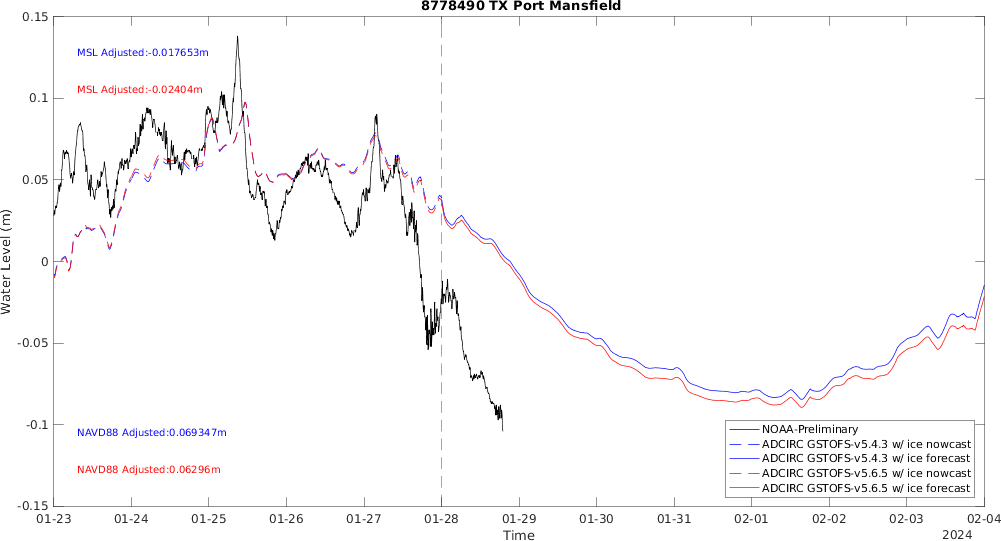 8778490 TX Port Mansfield
0.15
0.1
0.05
0
-0.05
-0.1
-0.15
Water Level (m)
MSL Adjusted:-0.017653m
MSL Adjusted:-0.02404m
NAVD88 Adjusted:0.069347m
NAVD88 Adjusted:0.06296m
NOAA-Preliminary
ADCIRC GSTOFS-v5.4.3 w/ ice nowcast
ADCIRC GSTOFS-v5.4.3 w/ ice forecast
ADCIRC GSTOFS-v5.6.5 w/ ice nowcast
ADCIRC GSTOFS-v5.6.5 w/ ice forecast
01-23 01-24 01-25 01-26 01-27 01-28 01-29 01-30 01-31 02-01 02-02 02-03 02-04
Time
2024